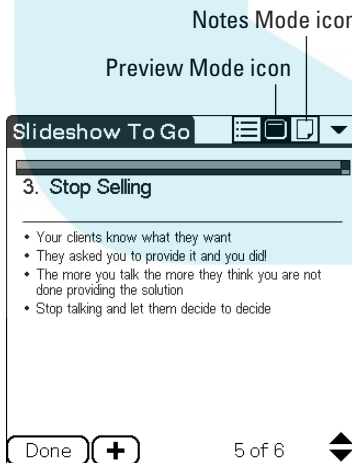 Notes Mode icon
Preview Mode icon
Slideshow To Go
3. Stop Selling
• Your clients know what they want
• They asked you to provide it and you did!
• The more you talk the more they think you are not
done providing the solution
• Stop talking and let them decide to decide
Done + 5 of 6